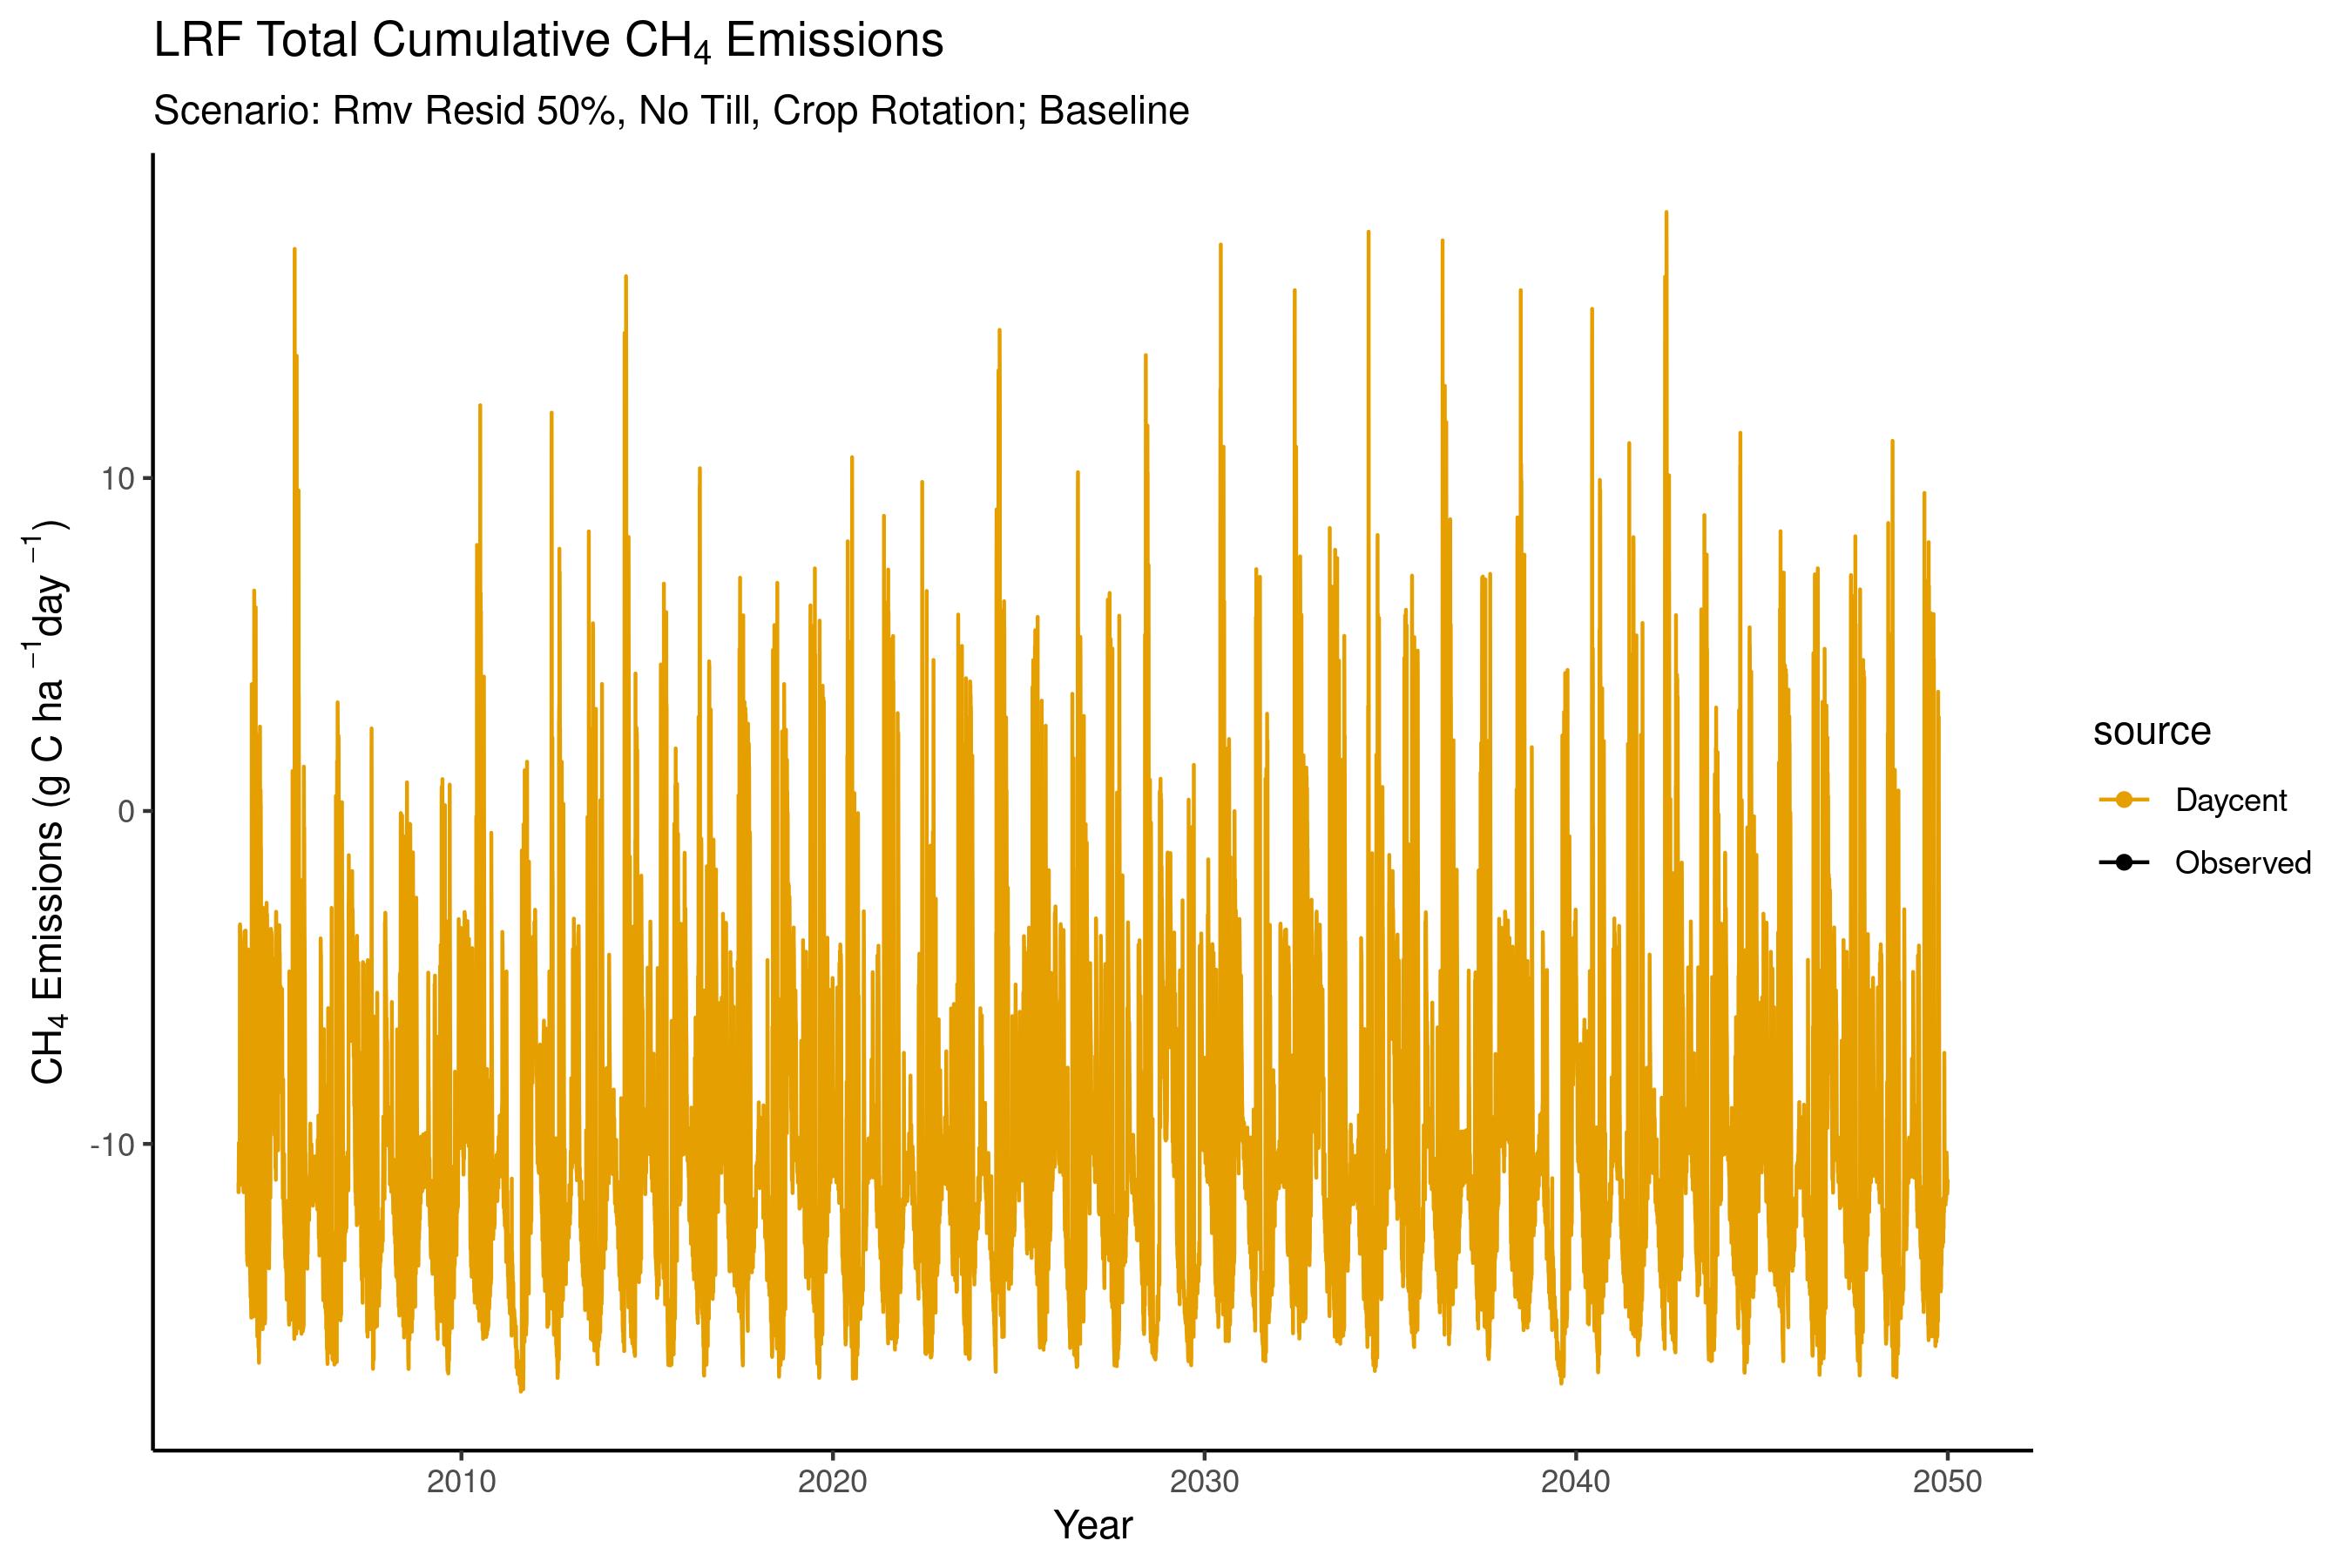 LRF Total Cumulative CH₄ Emissions
Scenario: Rmv Resid 50%, No Till, Crop Rotation; Baseline
CH₄ Emissions (g C ha ⁻¹day ⁻¹)
10
0
-10
2010
2020
2030
2040
2050
Year
source
Daycent
Observed